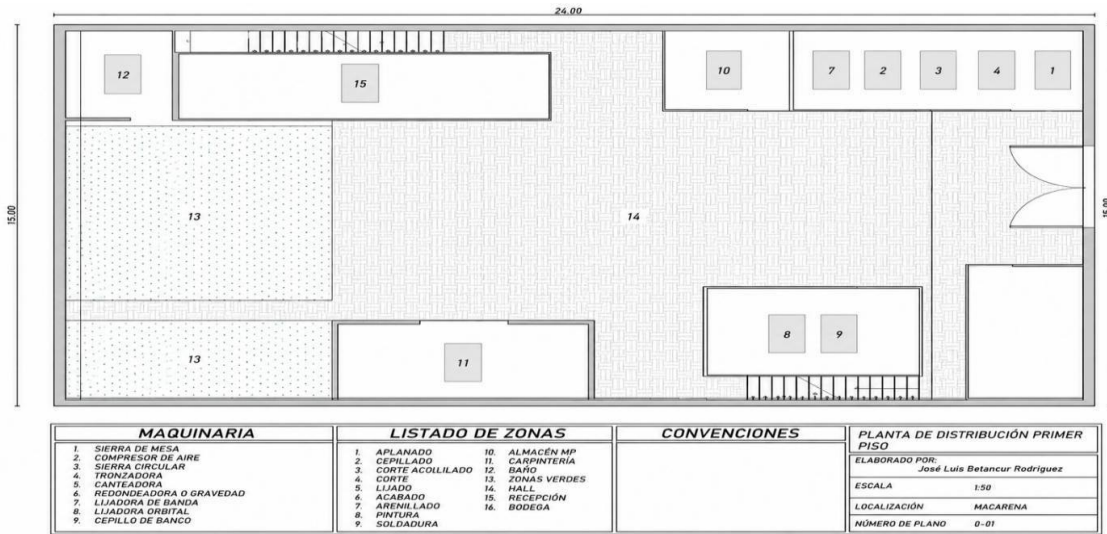 24.00
15.00
15.00
12
15
10
7 2 3 4 1
13
14
13
11
8 9
MAQUINARIA
1. SIERRA DE MESA
2. COMPRESOR DE AIRE
3. SIERRA CIRCULAR
4. TRONZADORA
5. CANTEADORA
6. REDONDEADORA O GRAVEDAD
7. LIJADORA DE BANDA
8. LIJADORA ORBITAL
9. CEPILLO DE BANCO
LISTADO DE ZONAS
1. APLANADO
2. CEPILLADO
3. CORTE ACOLLILADO
4. CORTE
5. LIJADO
6. ACABADO
7. ARENILLADO
8. PINTURA
9. SOLDADURA
10. ALMACÉN MP
11. CARPINTERÍA
12. BAÑO
13. ZONAS VERDES
14. HALL
15. RECEPCIÓN
16. BODEGA
CONVENCIONES
PLANTA DE DISTRIBUCIÓN PRIMER
PISO
ELABORADO POR:
José Luis Betancur Rodriguez
ESCALA 1:50
LOCALIZACIÓN MACARENA
NÚMERO DE PLANO 0-01